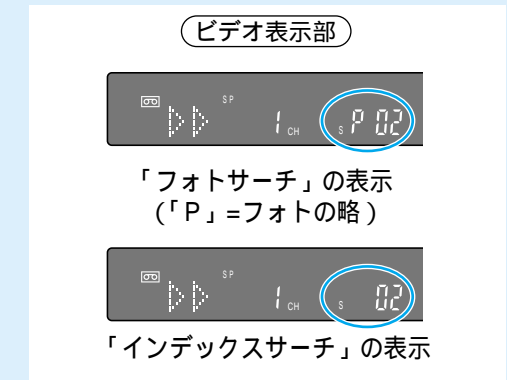 ビデオ表示部
SP
1 CH S P 02
「フォトサーチ」の表示
(「P」=フォトの略)
SP
1 CH S 02
「インデックスサーチ」の表示